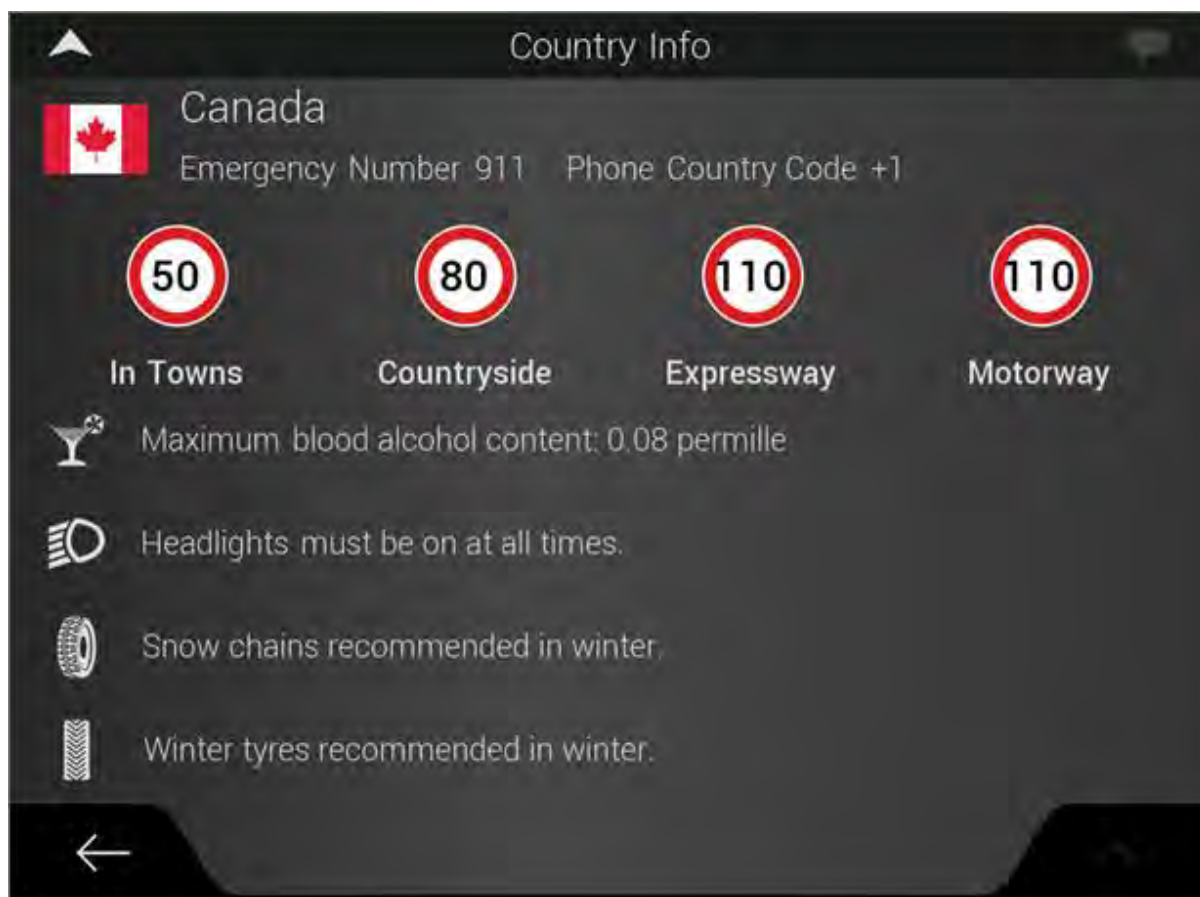 Country Info
Canada
Emergency Number 911 Phone Country Code +1
50 80 110 110
In Towns Countryside Expressway Motorway
Maximum blood alcohol content: 0.08 permille
Headlights must be on at all times.
Snow chains recommended in winter.
Winter tyres recommended in winter.